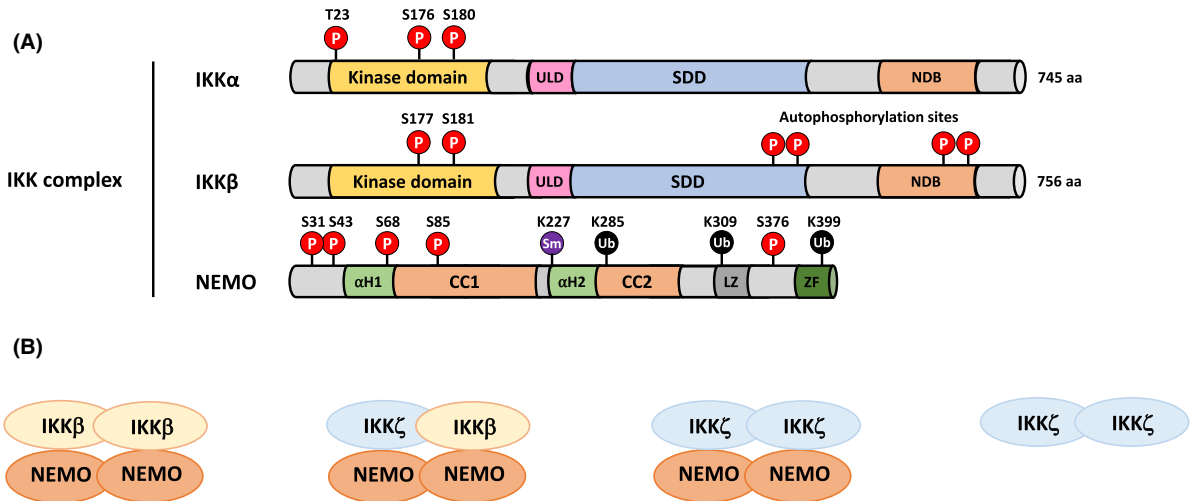 (A)
T23 S176 S180
P P P
IKKα Kinase domain ULD SDD NDB 745 aa
S177 S181 Autophosphorylation sites
P P P P P P
IKK complex
IKKβ Kinase domain ULD SDD NDB 756 aa
S31 S43 S68 S85 K227 K285 K309 S376 K399
P P P P Sm Ub Ub P Ub
NEMO αH1 CC1 αH2 CC2 LZ ZF
(B)
IKKβ IKKβ IKKζ IKKβ IKKζ IKKζ IKKζ IKKζ
NEMO NEMO NEMO NEMO NEMO NEMO